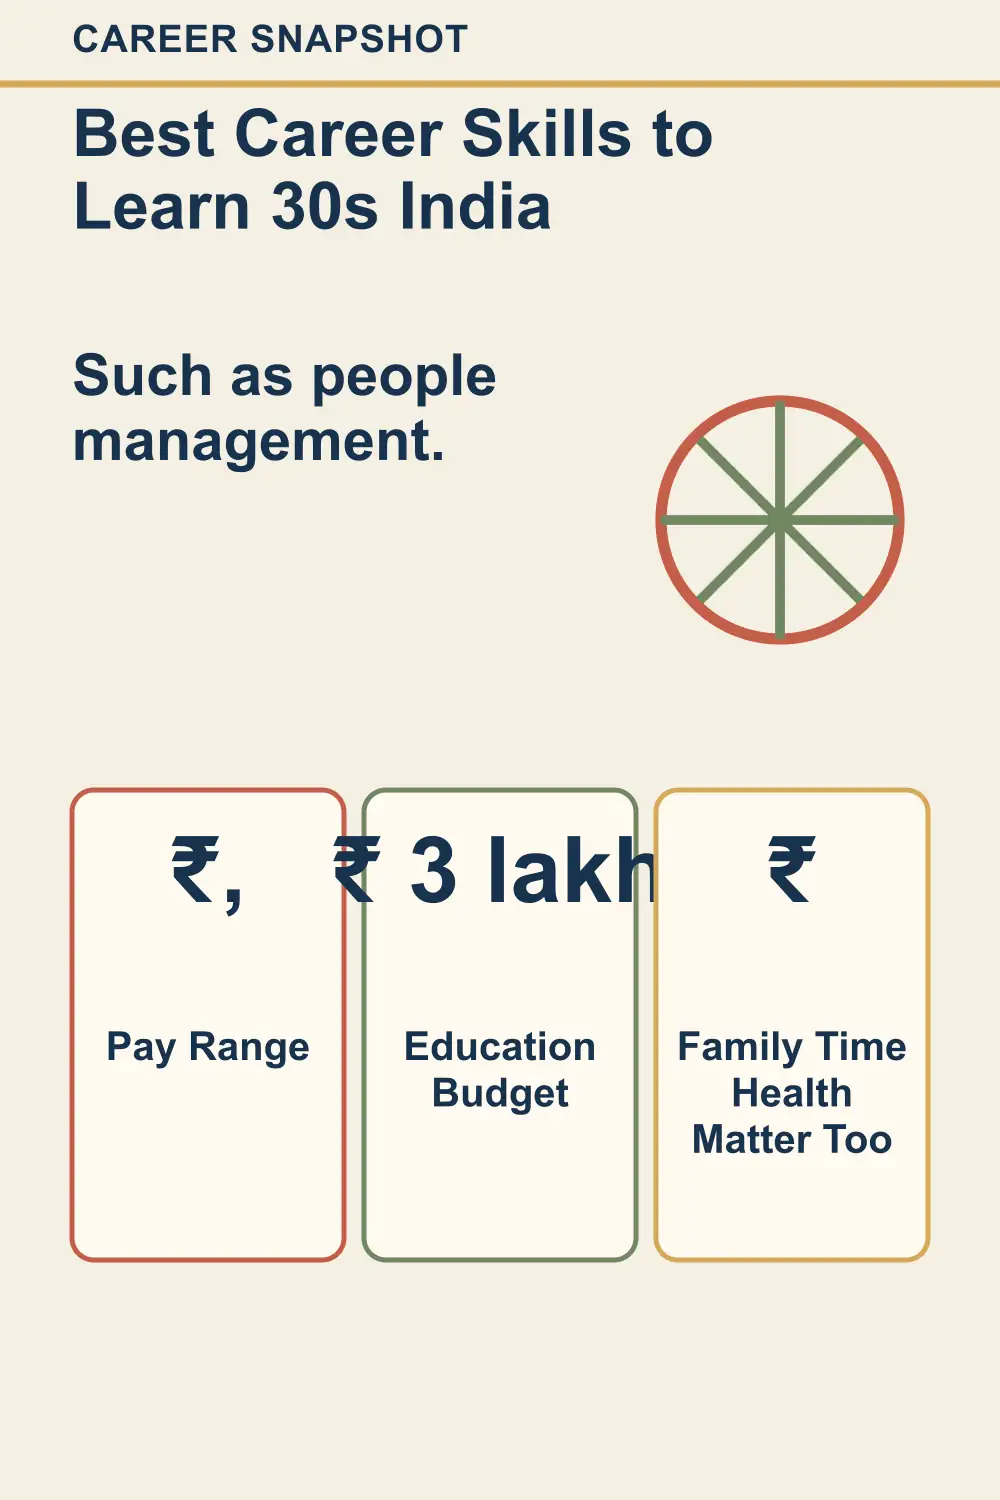 CAREER SNAPSHOT
Best Career Skills to
Learn 30s India
Such as people
management.
₹,
₹ 3 lakh
₹
Pay Range
Education
Budget
Family Time
Health
Matter Too